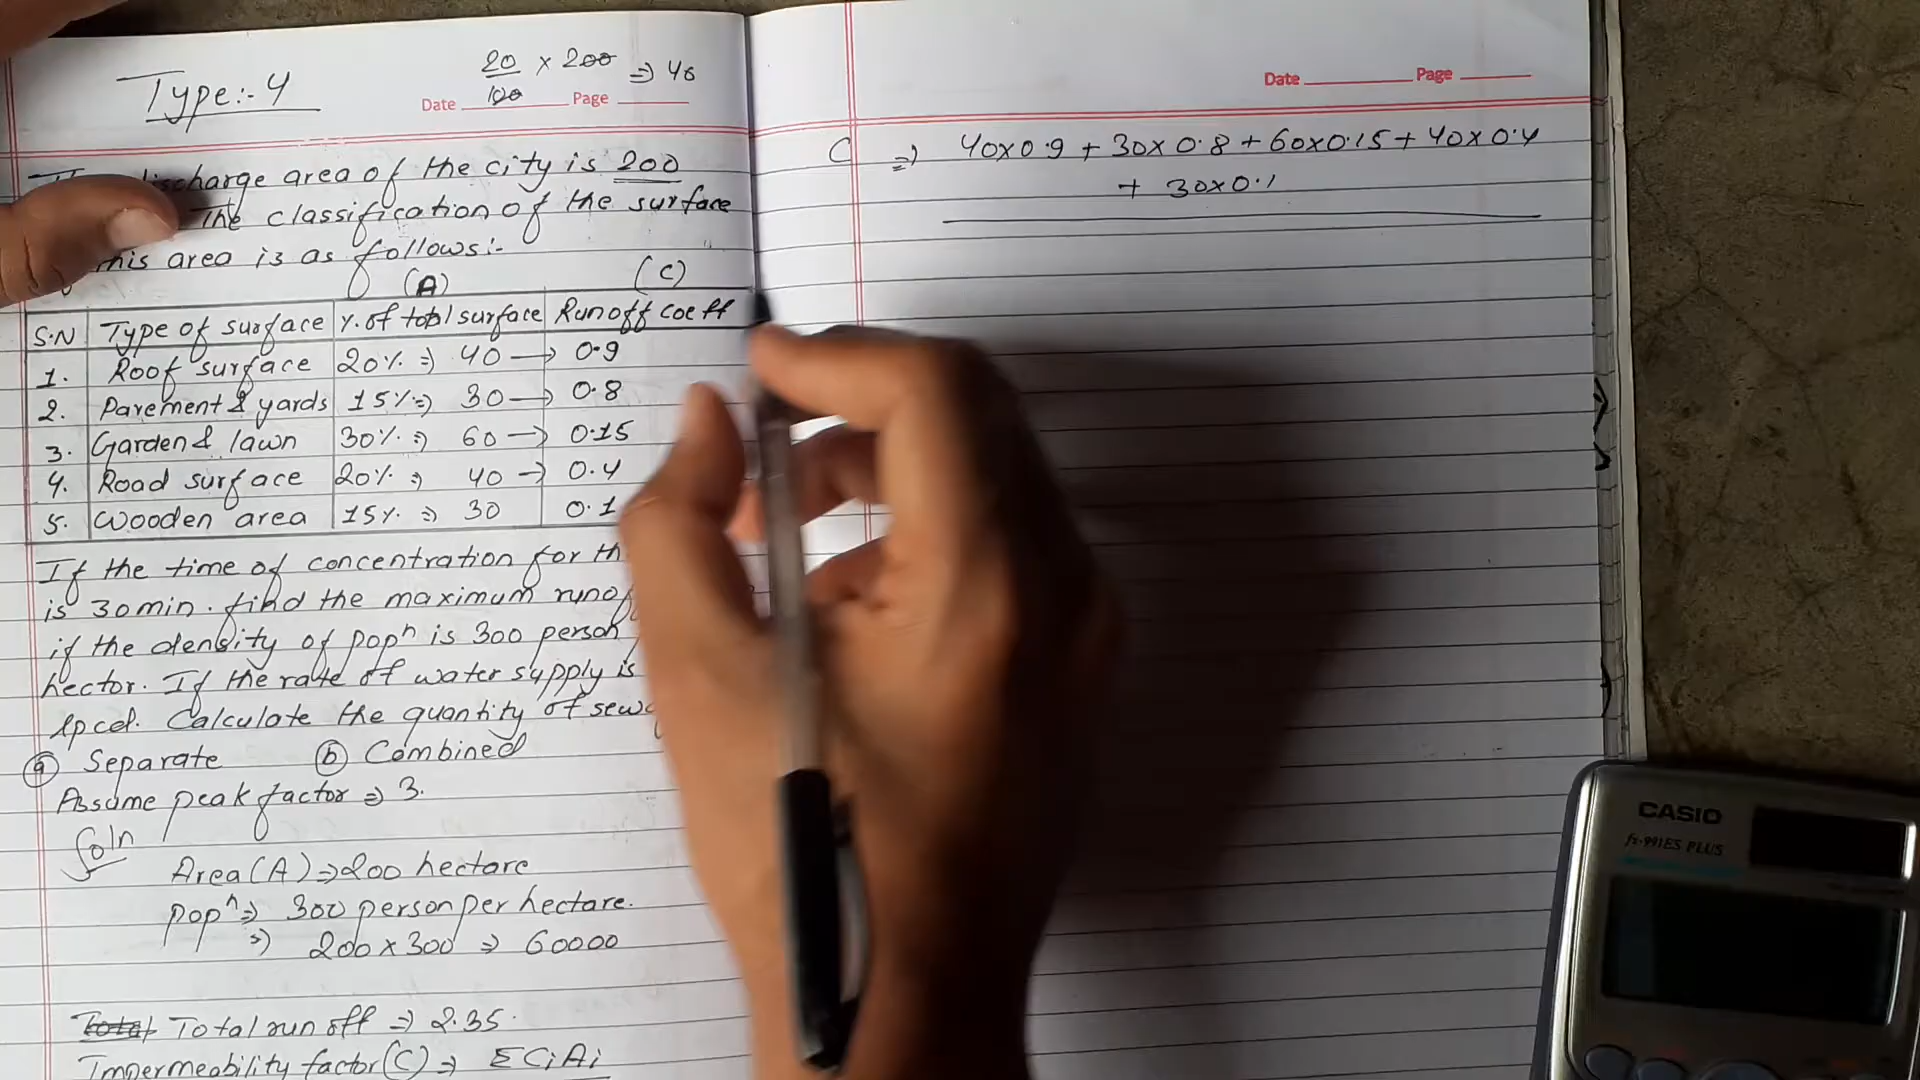 Type:- 4
20/100 x 200 => 40
Date Page
discharge area of the city is 200
The classification of the surface
this area is as follows:-
(A) (C)
S.N Type of surface %. of total surface Runoff coeff
1. Roof surface 20% => 40 → 0.9
2. Pavement & yards 15% => 30 → 0.8
3. Garden & lawn 30% => 60 → 0.15
4. Road surface 20% => 40 → 0.4
5. Wooden area 15% => 30 0.1
If the time of concentration for th
is 30min. find the maximum runof
if the density of popn is 300 person
hector. If the rate of water supply is
lpcd. Calculate the quantity of sew
(a) Separate (b) Combined
Assume peak factor => 3.
Soln
Area(A) => 200 hectare
popn => 300 person per hectare.
=> 200 x 300 => 60000
Total run off => 2.35.
Impermeability factor (C) => ΣCiAi
Date Page
C => 40x0.9 + 30x0.8 + 60x0.15 + 40x0.4
+ 30x0.1
CASIO
fx-991ES PLUS